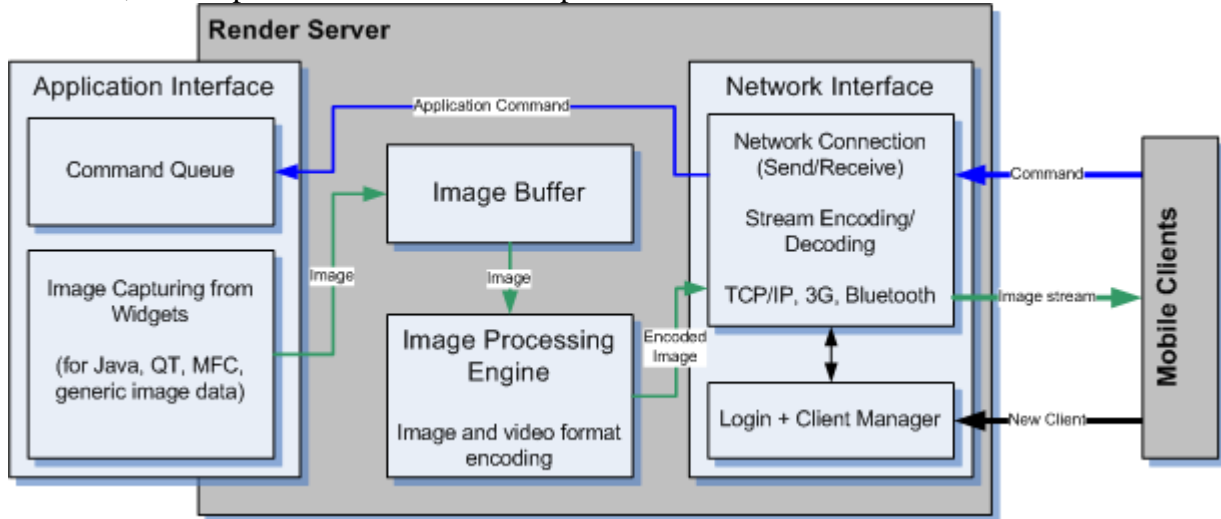 Render Server
Application Interface
Command Queue
Image Capturing from
Widgets
(for Java, QT, MFC,
generic image data)
Application Command
Image
Image Buffer
Image
Image Processing
Engine
Image and video format
encoding
Encoded
Image
Network Interface
Network Connection
(Send/Receive)
Stream Encoding/
Decoding
TCP/IP, 3G, Bluetooth
Login + Client Manager
Command
Image stream
New Client
Mobile Clients